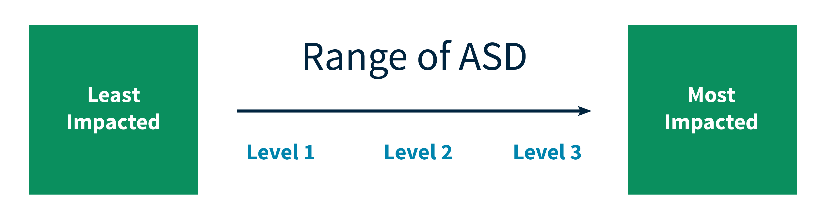 Range of ASD
Least
Impacted
Most
Impacted
Level 1
Level 2
Level 3